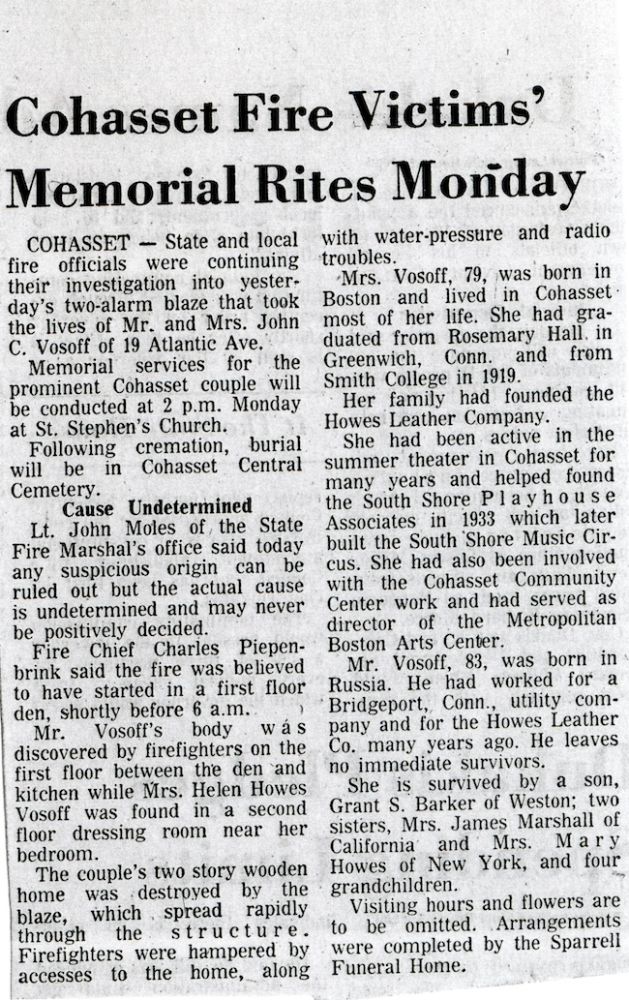 Cohasset Fire Victims'
Memorial Rites Monday
COHASSET — State and local
fire officials were continuing
their investigation into yester-
day's two-alarm blaze that took
the lives of Mr. and Mrs. John
C. Vosoff of 19 Atlantic Ave.
Memorial services for the
prominent Cohasset couple will
be conducted at 2 p.m. Monday
at St. Stephen's Church.
Following cremation, burial
will be in Cohasset Central
Cemetery.
Cause Undetermined
Lt. John Moles of the State
Fire Marshal's office said today
any suspicious origin can be
ruled out but the actual cause
is undetermined and may never
be positively decided.
Fire Chief Charles Piepen-
brink said the fire was believed
to have started in a first floor
den, shortly before 6 a.m.
Mr. Vosoff's body was
discovered by firefighters on the
first floor between the den and
kitchen while Mrs. Helen Howes
Vosoff was found in a second
floor dressing room near her
bedroom.
The couple's two story wooden
home was destroyed by the
blaze, which spread rapidly
through the structure.
Firefighters were hampered by
accesses to the home, along
with water-pressure and radio
troubles.
Mrs. Vosoff, 79, was born in
Boston and lived in Cohasset
most of her life. She had gra-
duated from Rosemary Hall in
Greenwich, Conn. and from
Smith College in 1919.
Her family had founded the
Howes Leather Company.
She had been active in the
summer theater in Cohasset for
many years and helped found
the South Shore Playhouse
Associates in 1933 which later
built the South Shore Music Cir-
cus. She had also been involved
with the Cohasset Community
Center work and had served as
director of the Metropolitan
Boston Arts Center.
Mr. Vosoff, 83, was born in
Russia. He had worked for a
Bridgeport, Conn., utility com-
pany and for the Howes Leather
Co. many years ago. He leaves
no immediate survivors.
She is survived by a son,
Grant S. Barker of Weston; two
sisters, Mrs. James Marshall of
California and Mrs. Mary
Howes of New York, and four
grandchildren.
Visiting hours and flowers are
to be omitted. Arrangements
were completed by the Sparrell
Funeral Home.